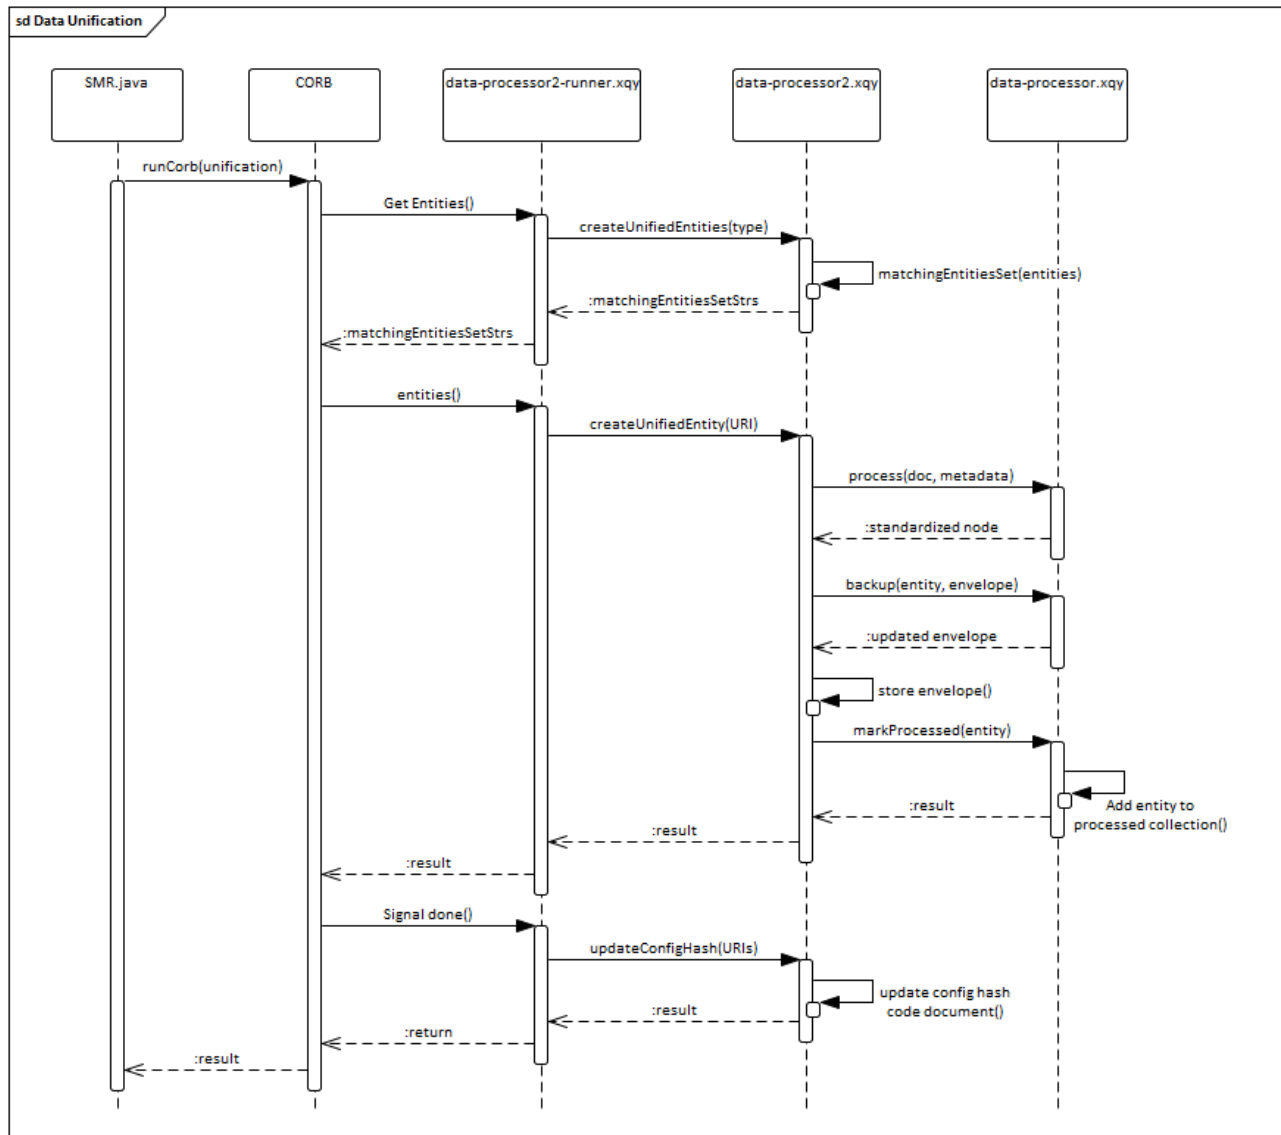 sd Data Unification
SMR.java
CORB
data-processor2-runner.xqy
data-processor2.xqy
data-processor.xqy
runCorb(unification)
Get Entities()
createUnifiedEntities(type)
matchingEntitiesSet(entities)
:matchingEntitiesSetStrs
:matchingEntitiesSetStrs
entities()
createUnifiedEntity(URI)
process(doc, metadata)
:standardized node
backup(entity, envelope)
:updated envelope
store envelope()
markProcessed(entity)
Add entity to
processed collection()
:result
:result
:result
Signal done()
updateConfigHash(URIs)
update config hash
code document()
:result
:return
:result